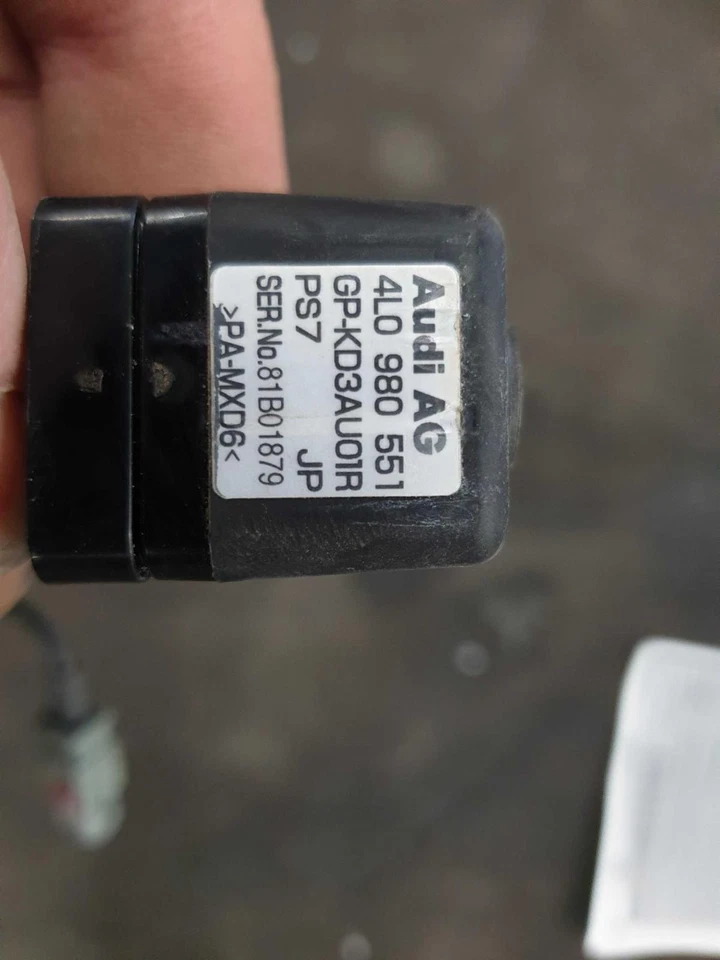 Audi AG
4L0 980 551
GP-KD3AU01R
PS7 JP
SER.No.81B01879
>PA-MXD6<